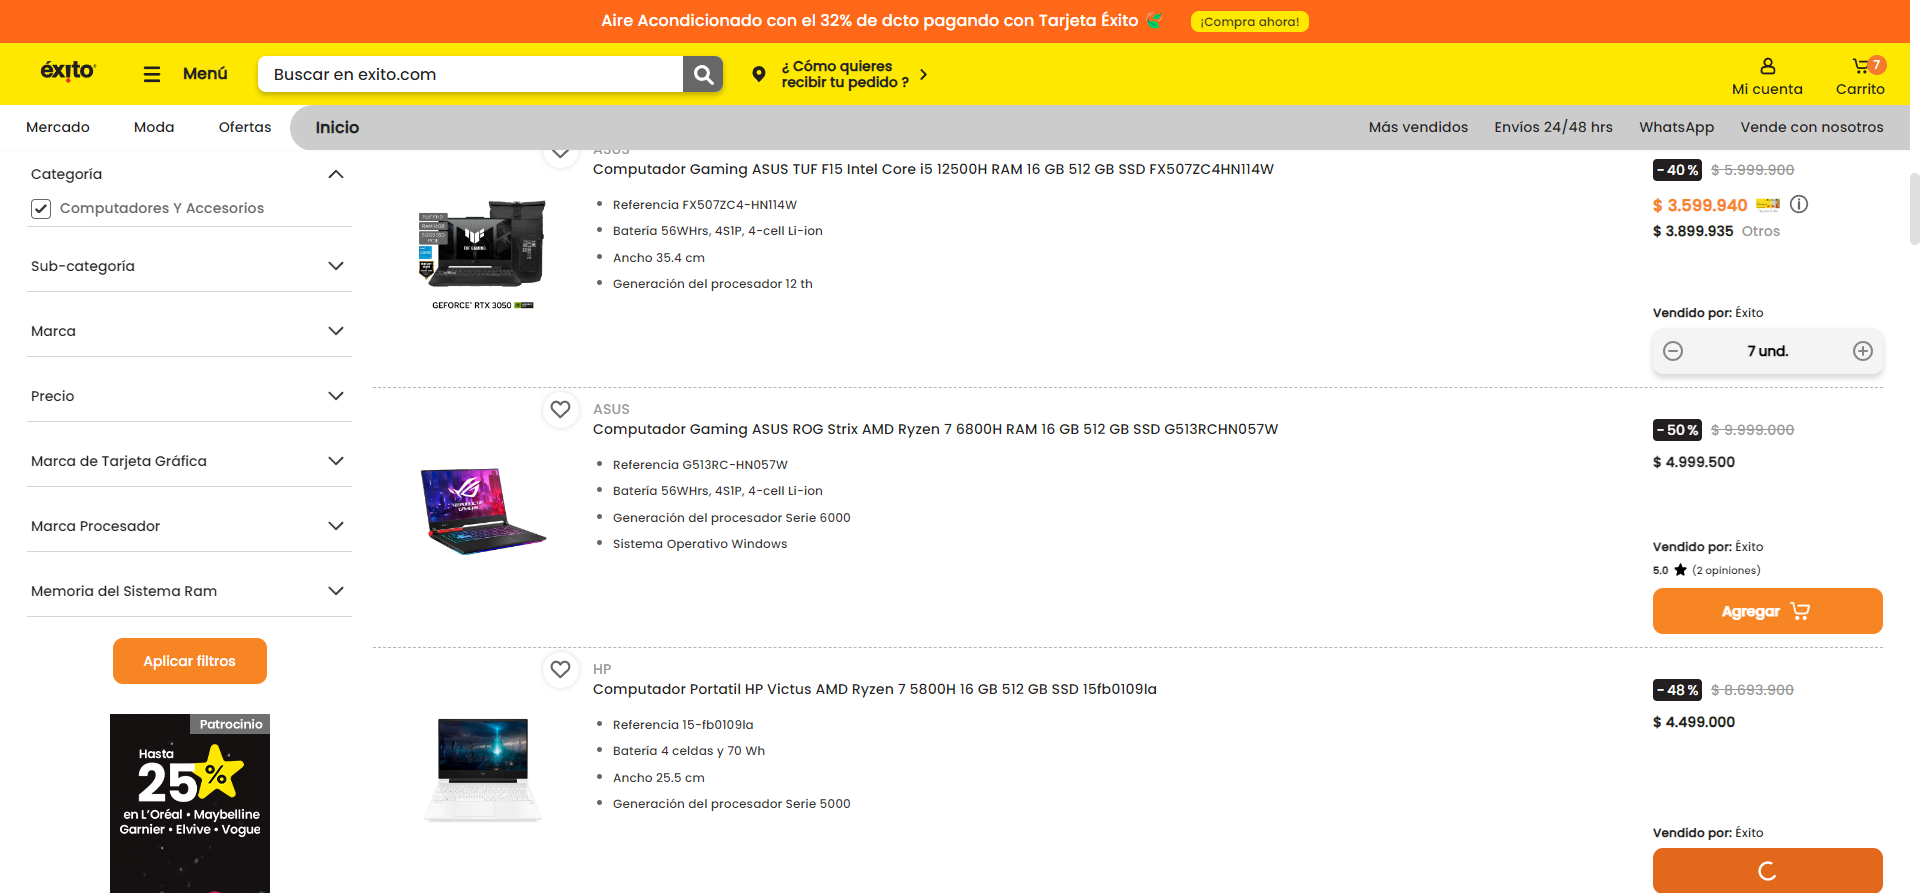 Aire Acondicionado con el 32% de dcto pagando con Tarjeta Éxito
¡Compra ahora!
éxito
Menú
Buscar en exito.com
¿ Cómo quieres
recibir tu pedido ?
Mi cuenta
7
Carrito
Mercado
Moda
Ofertas
Inicio
Más vendidos
Envíos 24/48 hrs
WhatsApp
Vende con nosotros
Categoría
Computadores Y Accesorios
Sub-categoría
Marca
Precio
Marca de Tarjeta Gráfica
Marca Procesador
Memoria del Sistema Ram
Aplicar filtros
Patrocinio
Hasta
25%
en L'Oréal • Maybelline
Garnier • Elvive • Vogue
ASUS
Computador Gaming ASUS TUF F15 Intel Core i5 12500H RAM 16 GB 512 GB SSD FX507ZC4HN114W
Referencia FX507ZC4-HN114W
Batería 56WHrs, 4S1P, 4-cell Li-ion
Ancho 35.4 cm
Generación del procesador 12 th
TUF GAMING
GEFORCE® RTX 3050
-40% $ 5.999.900
$ 3.599.940
$ 3.899.935 Otros
Vendido por: Éxito
7 und.
ASUS
Computador Gaming ASUS ROG Strix AMD Ryzen 7 6800H RAM 16 GB 512 GB SSD G513RCHN057W
Referencia G513RC-HN057W
Batería 56WHrs, 4S1P, 4-cell Li-ion
Generación del procesador Serie 6000
Sistema Operativo Windows
-50% $ 9.999.000
$ 4.999.500
Vendido por: Éxito
5.0 (2 opiniones)
Agregar
HP
Computador Portatil HP Victus AMD Ryzen 7 5800H 16 GB 512 GB SSD 15fb0109la
Referencia 15-fb0109la
Batería 4 celdas y 70 Wh
Ancho 25.5 cm
Generación del procesador Serie 5000
-48% $ 8.693.900
$ 4.499.000
Vendido por: Éxito